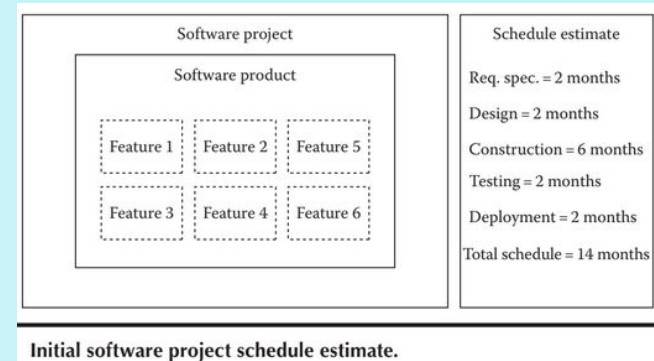 Software project
Software product
Feature 1 Feature 2 Feature 5
Feature 3 Feature 4 Feature 6
Schedule estimate
Req. spec. = 2 months
Design = 2 months
Construction = 6 months
Testing = 2 months
Deployment = 2 months
Total schedule = 14 months
Initial software project schedule estimate.